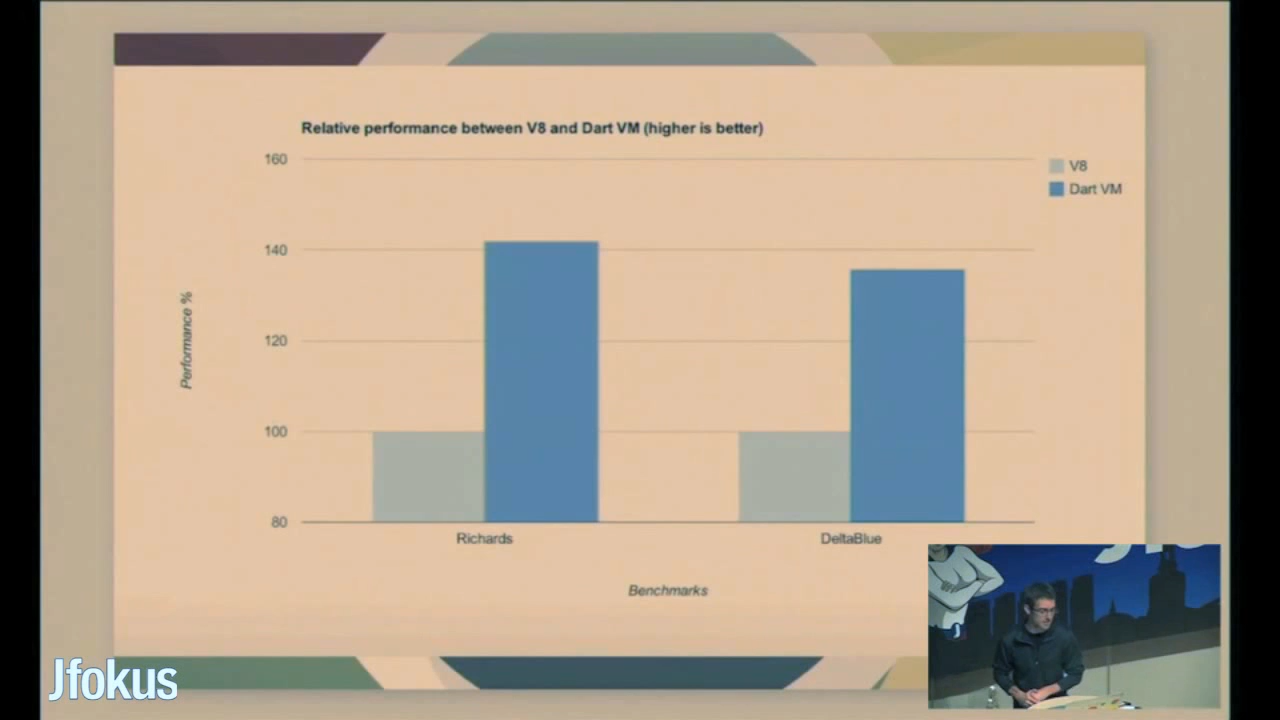 Relative performance between V8 and Dart VM (higher is better)
160
V8
Dart VM
140
120
100
80
Performance %
Richards
DeltaBlue
Benchmarks
Jfokus